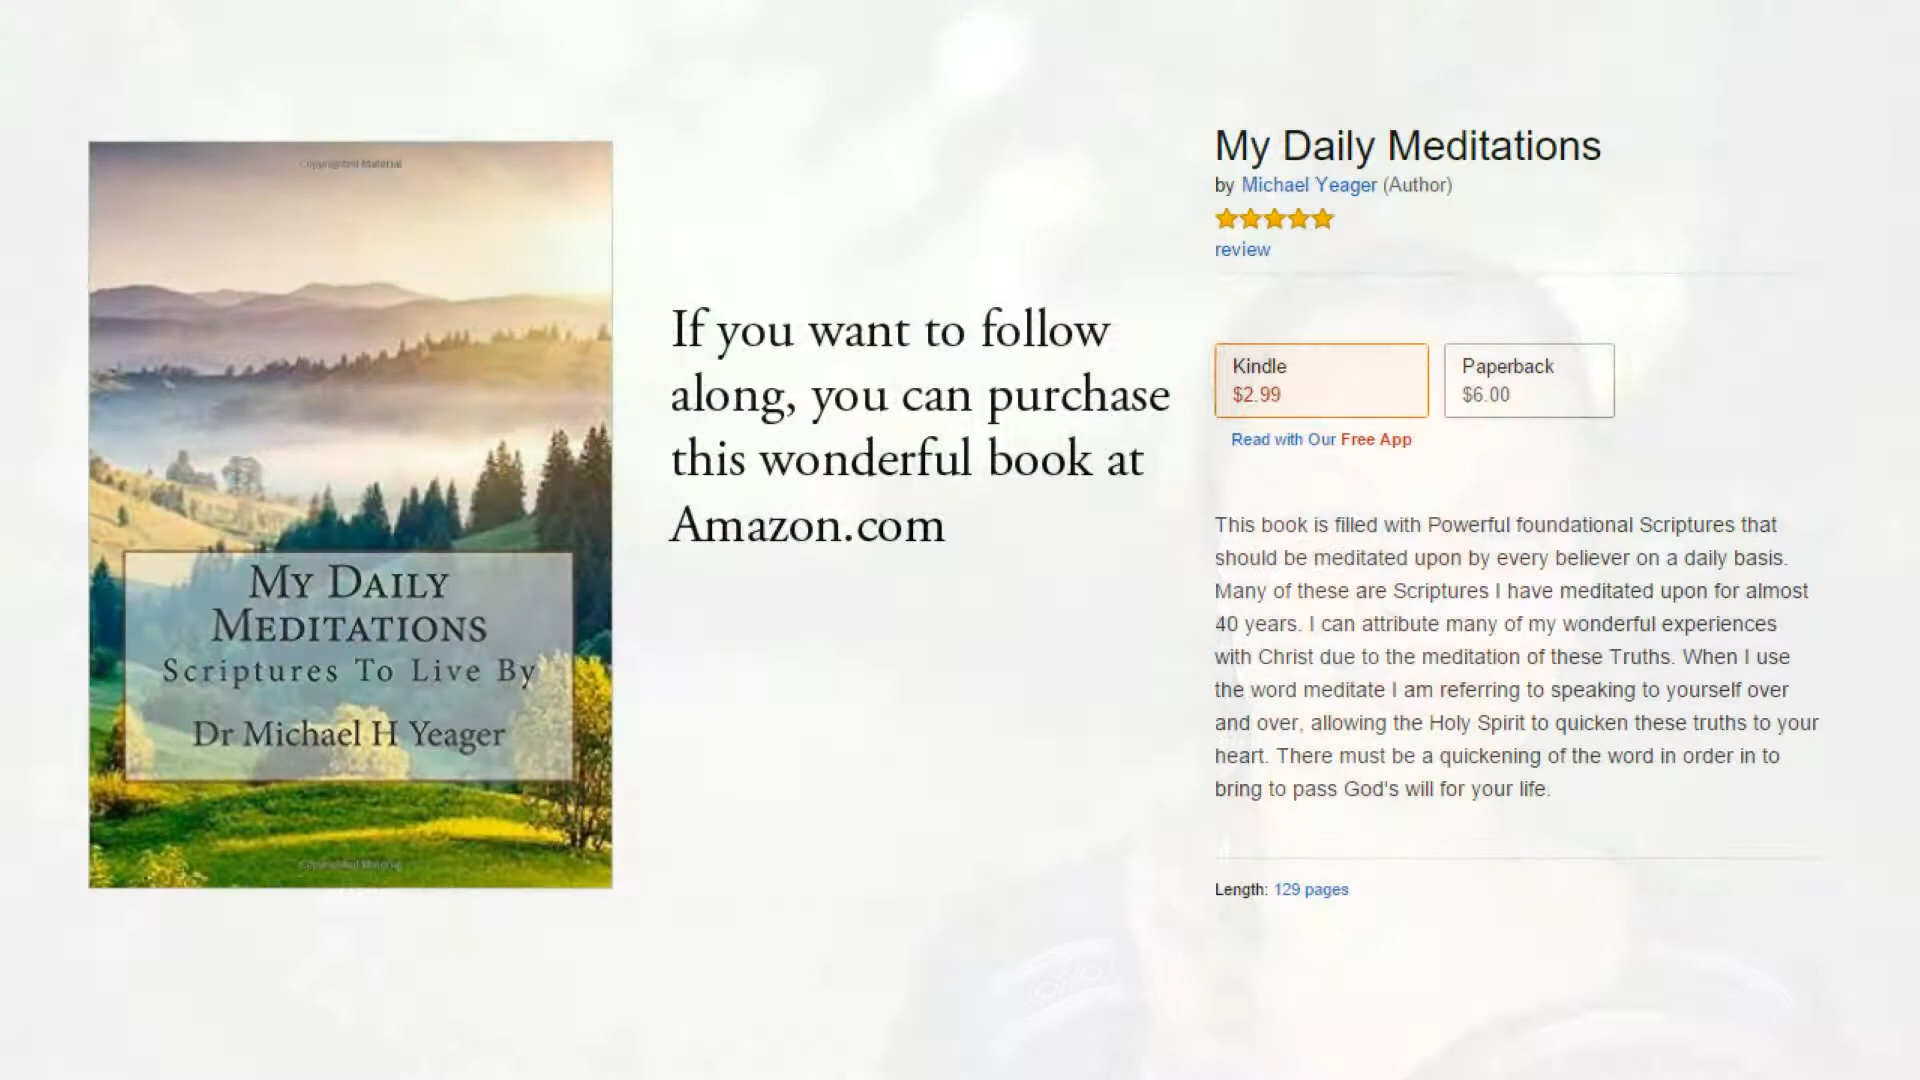 Copyrighted Material
MY DAILY
MEDITATIONS
Scriptures To Live By
Dr Michael H Yeager
Copyrighted Material
If you want to follow
along, you can purchase
this wonderful book at
Amazon.com
My Daily Meditations
by Michael Yeager (Author)
review
Kindle
$2.99
Paperback
$6.00
Read with Our Free App
This book is filled with Powerful foundational Scriptures that
should be meditated upon by every believer on a daily basis.
Many of these are Scriptures I have meditated upon for almost
40 years. I can attribute many of my wonderful experiences
with Christ due to the meditation of these Truths. When I use
the word meditate I am referring to speaking to yourself over
and over, allowing the Holy Spirit to quicken these truths to your
heart. There must be a quickening of the word in order in to
bring to pass God's will for your life.
Length: 129 pages